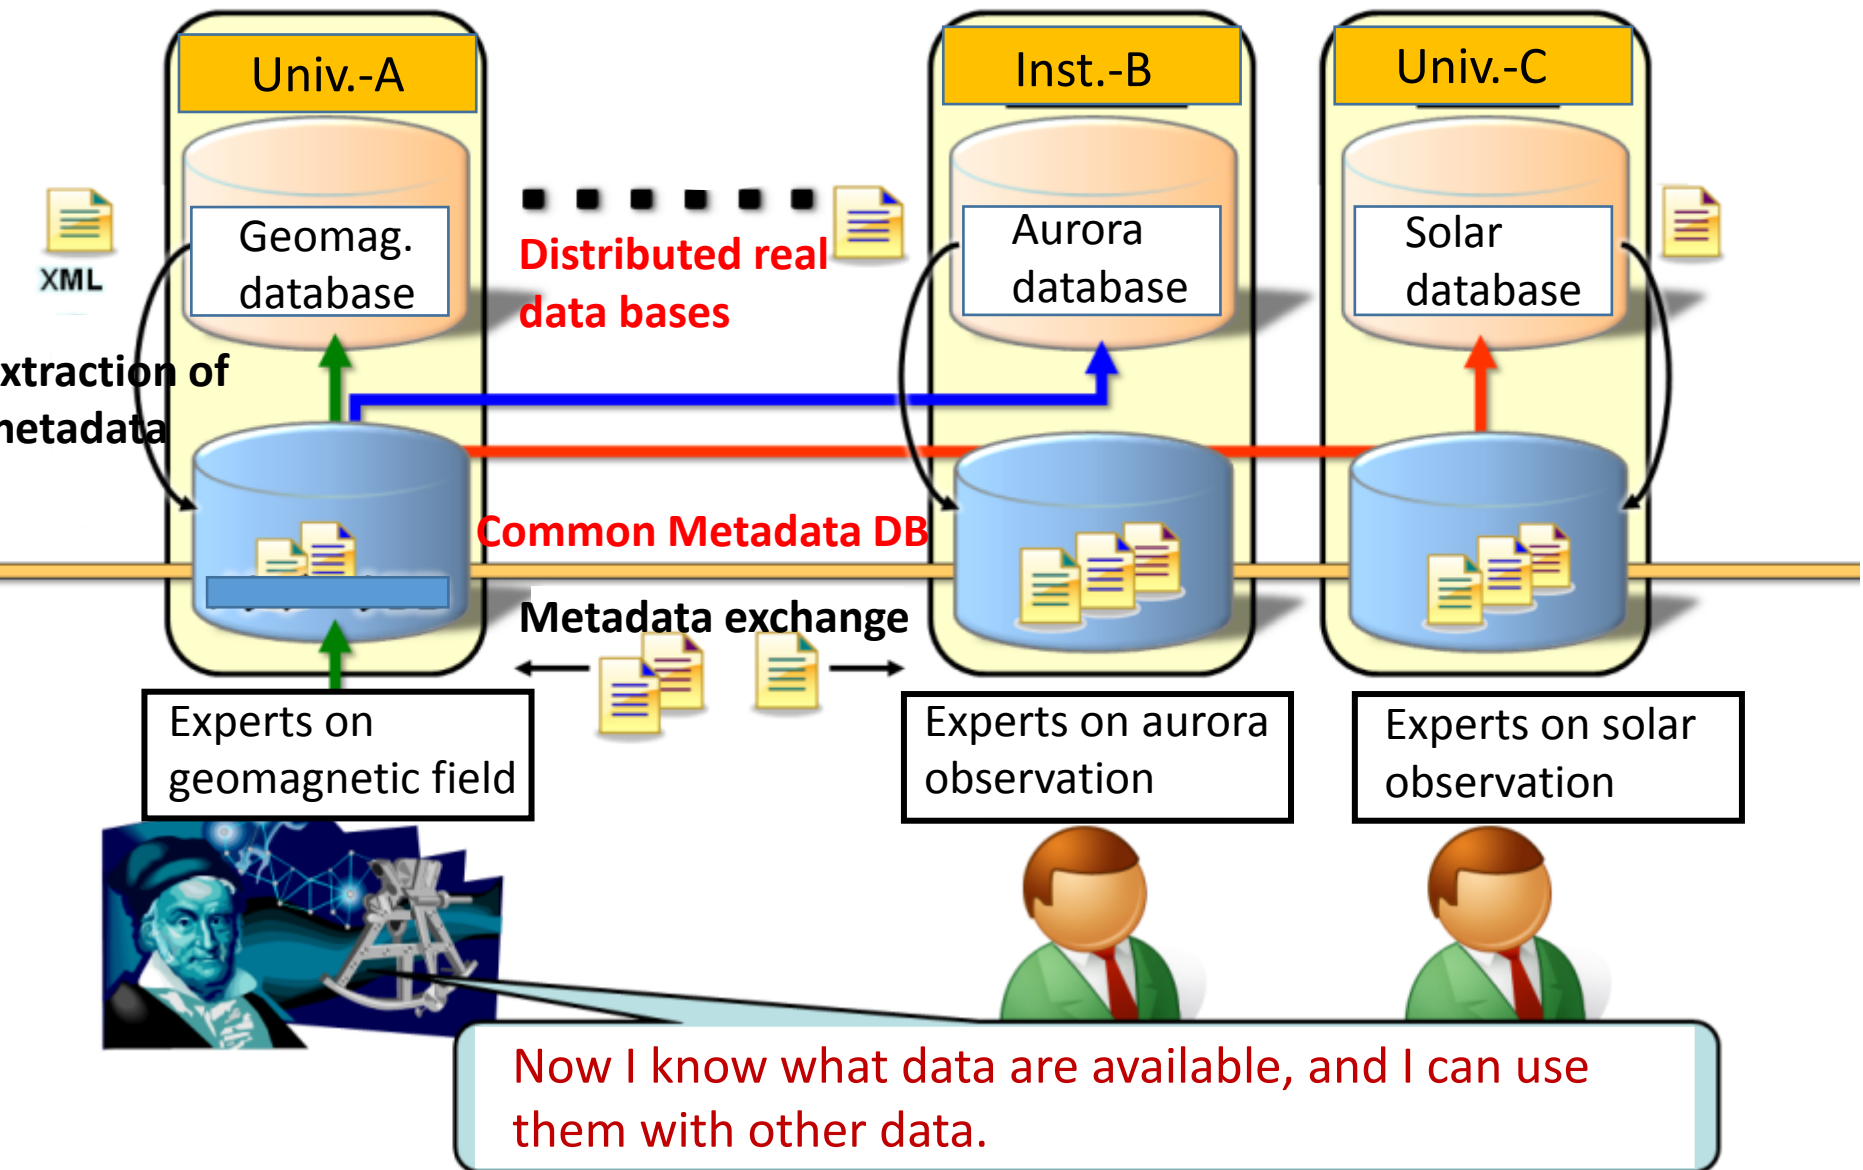 Univ.-A
Inst.-B
Univ.-C
Geomag.
database
Aurora
database
Solar
database
XML
Distributed real
data bases
xtraction of
netadata
Common Metadata DB
Metadata exchange
Experts on
geomagnetic field
Experts on aurora
observation
Experts on solar
observation
Now I know what data are available, and I can use
them with other data.